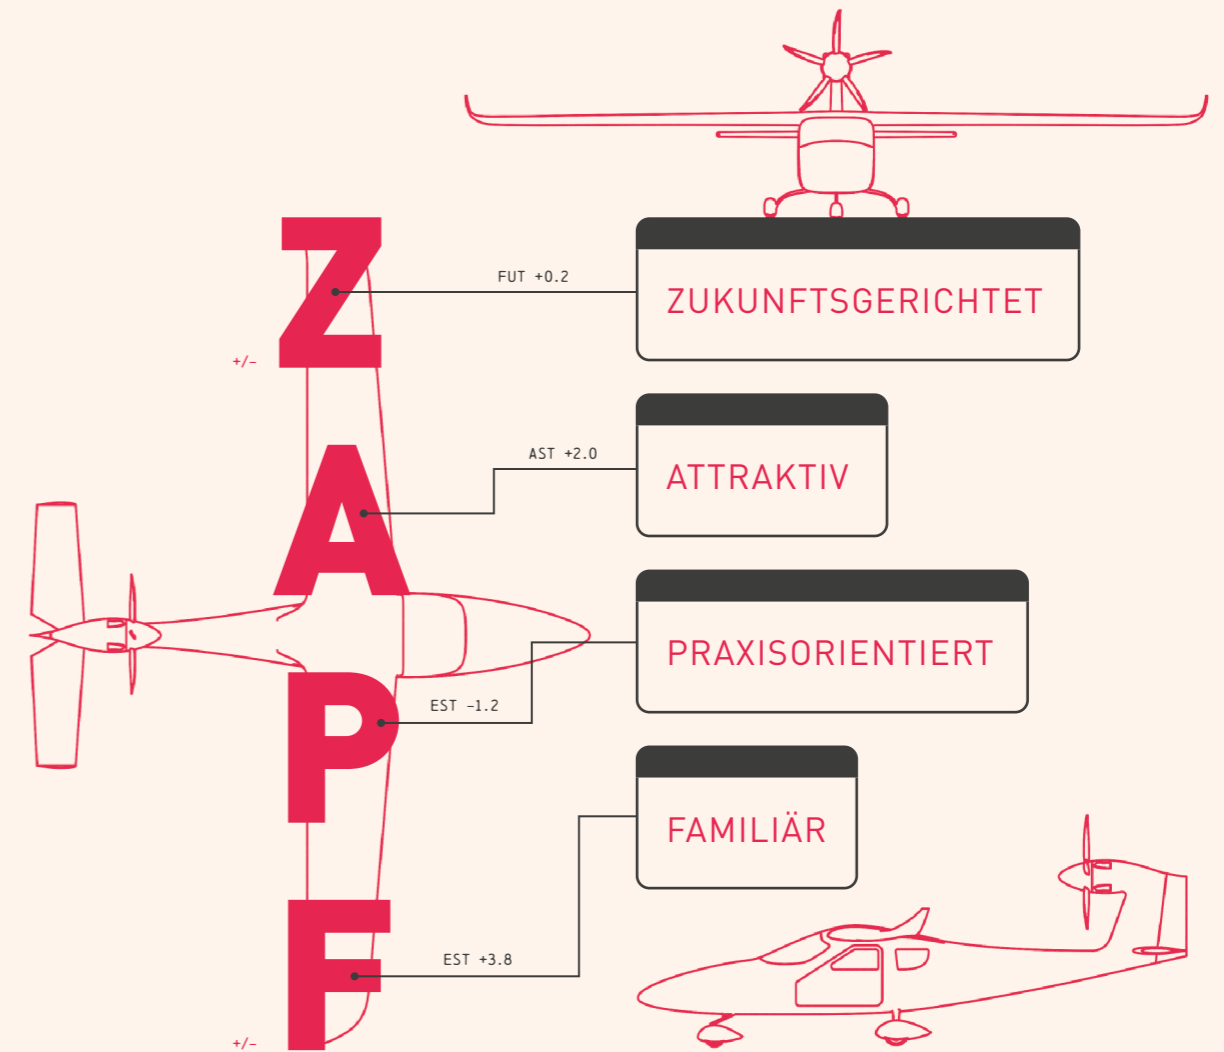 Z
FUT +0.2
ZUKUNFTSGERICHTET
+/−
A
AST +2.0
ATTRAKTIV
P
EST −1.2
PRAXISORIENTIERT
F
EST +3.8
FAMILIÄR
+/−